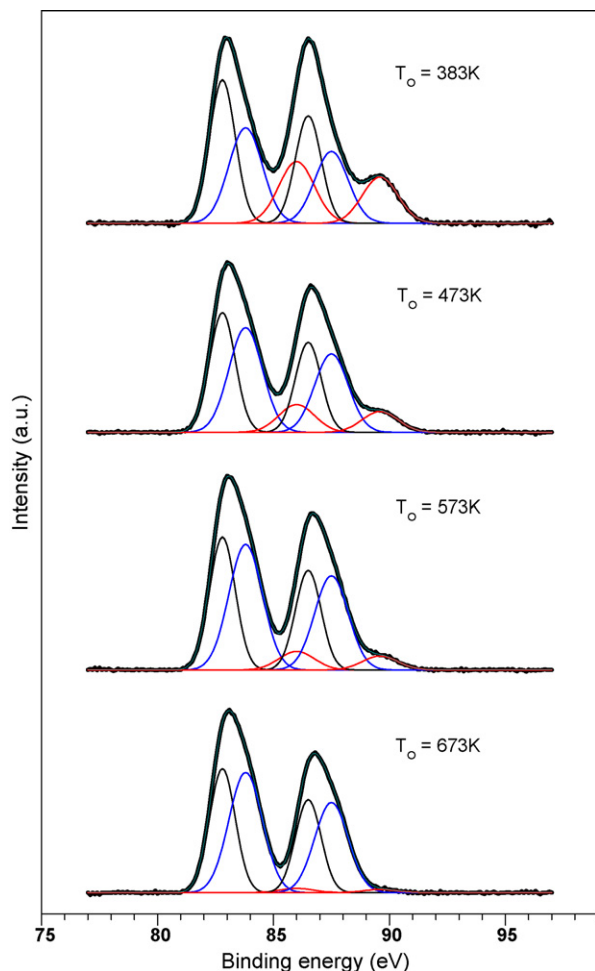 T_O = 383K
T_O = 473K
T_O = 573K
T_O = 673K
Intensity (a.u.)
75 80 85 90 95
Binding energy (eV)